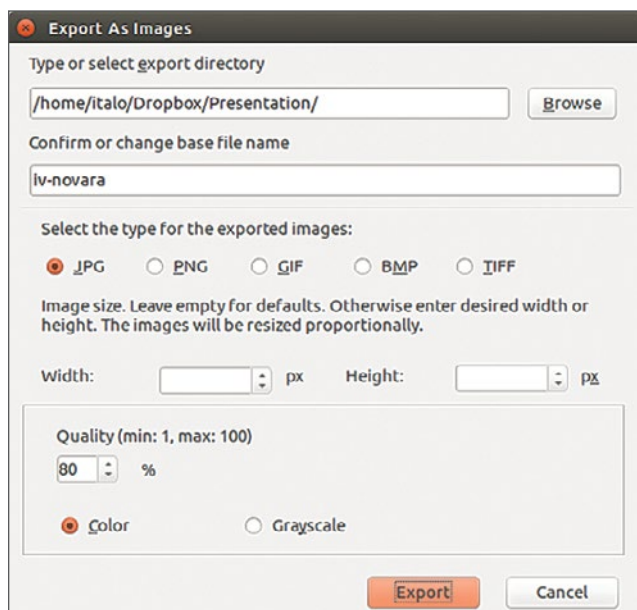 Export As Images
Type or select export directory
/home/italo/Dropbox/Presentation/
Browse
Confirm or change base file name
iv-novara
Select the type for the exported images:
JPG PNG GIF BMP TIFF
Image size. Leave empty for defaults. Otherwise enter desired width or
height. The images will be resized proportionally.
Width: px Height: px
Quality (min: 1, max: 100)
80 %
Color Grayscale
Export Cancel